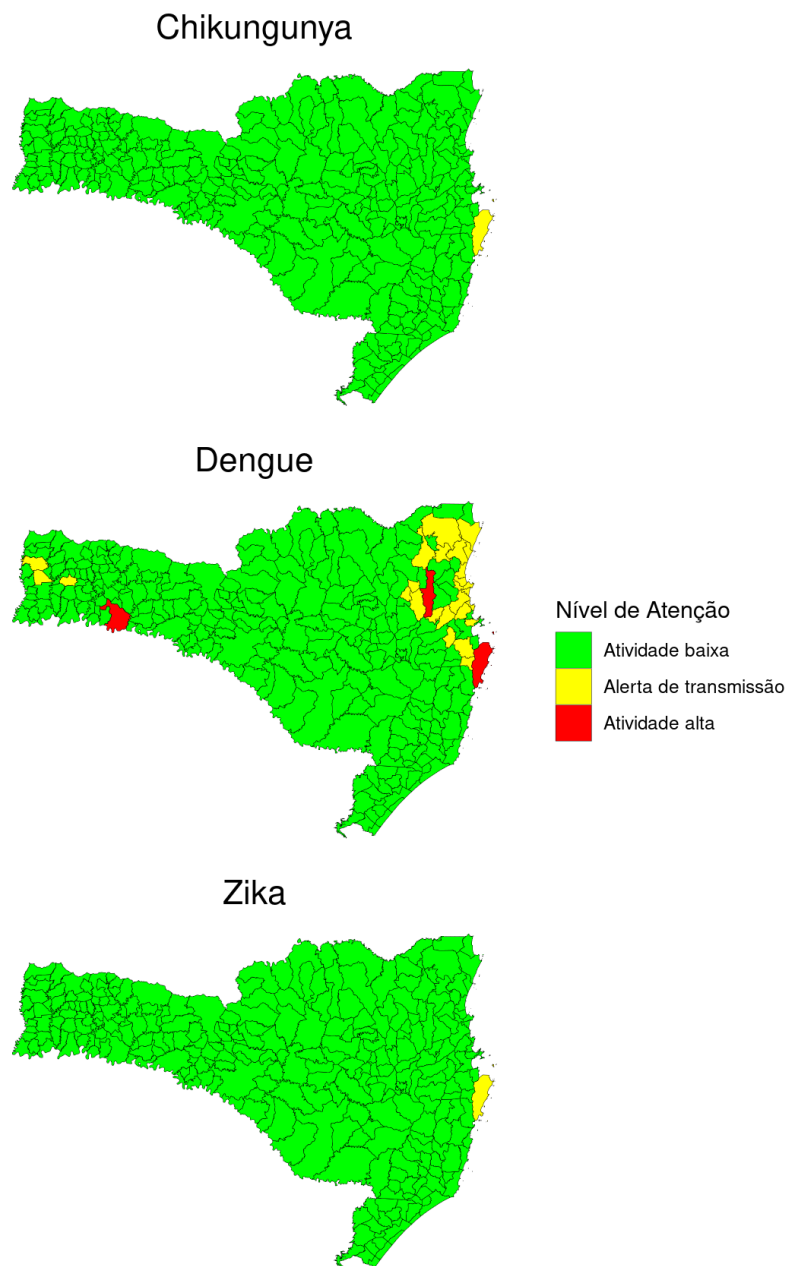 Chikungunya
Dengue
Nível de Atenção
Atividade baixa
Alerta de transmissão
Atividade alta
Zika